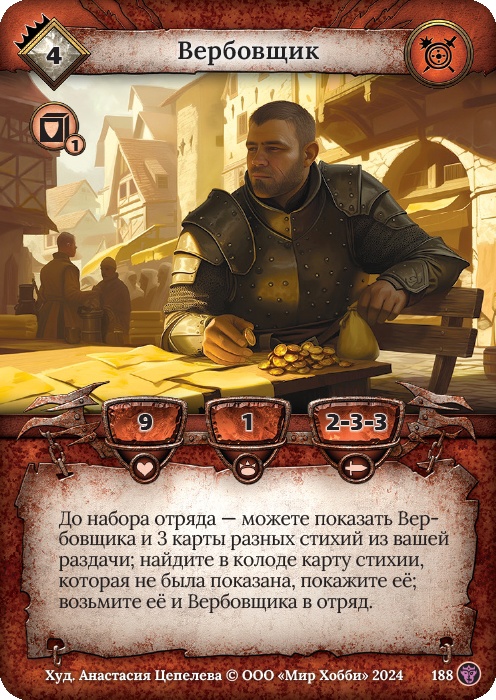 4
Вербовщик
1
9
1
2-3-3
До набора отряда — можете показать Вер-
бовщика и 3 карты разных стихий из вашей
раздачи; найдите в колоде карту стихии,
которая не была показана, покажите её;
возьмите её и Вербовщика в отряд.
Худ. Анастасия Цепелева © ООО «Мир Хобби» 2024
188